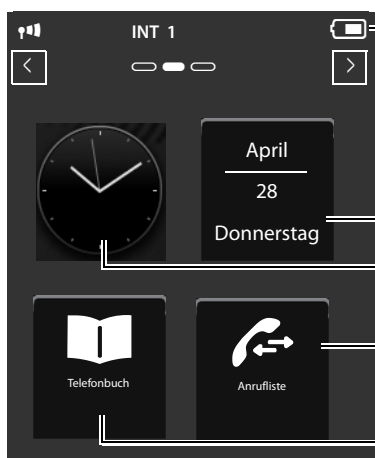 INT 1
April
28
Donnerstag
Telefonbuch
Anrufliste